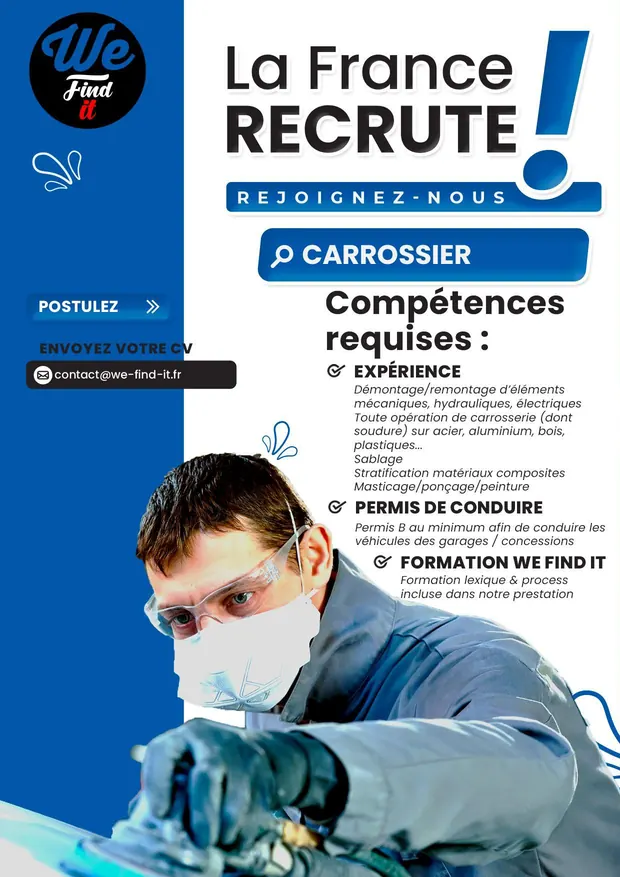 We
Find
it
La France
RECRUTE !
REJOIGNEZ-NOUS
CARROSSIER
POSTULEZ
ENVOYEZ VOTRE CV
contact@we-find-it.fr
Compétences
requises :
EXPÉRIENCE
Démontage/remontage d'éléments
mécaniques, hydrauliques, électriques
Toute opération de carrosserie (dont
soudure) sur acier, aluminium, bois,
plastiques...
Sablage
Stratification matériaux composites
Masticage/ponçage/peinture
PERMIS DE CONDUIRE
Permis B au minimum afin de conduire les
véhicules des garages / concessions
FORMATION WE FIND IT
Formation lexique & process
incluse dans notre prestation